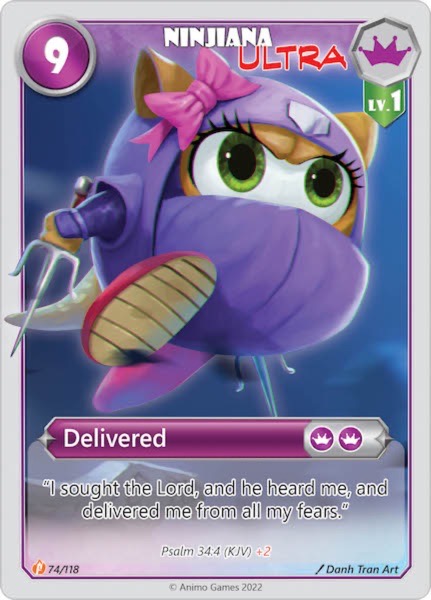 9
NINJIANA
ULTRA
LV.1
Delivered
“I sought the Lord, and he heard me, and
delivered me from all my fears.”
Psalm 34:4 (KJV) +2
74/118
Danh Tran Art
© Animo Games 2022